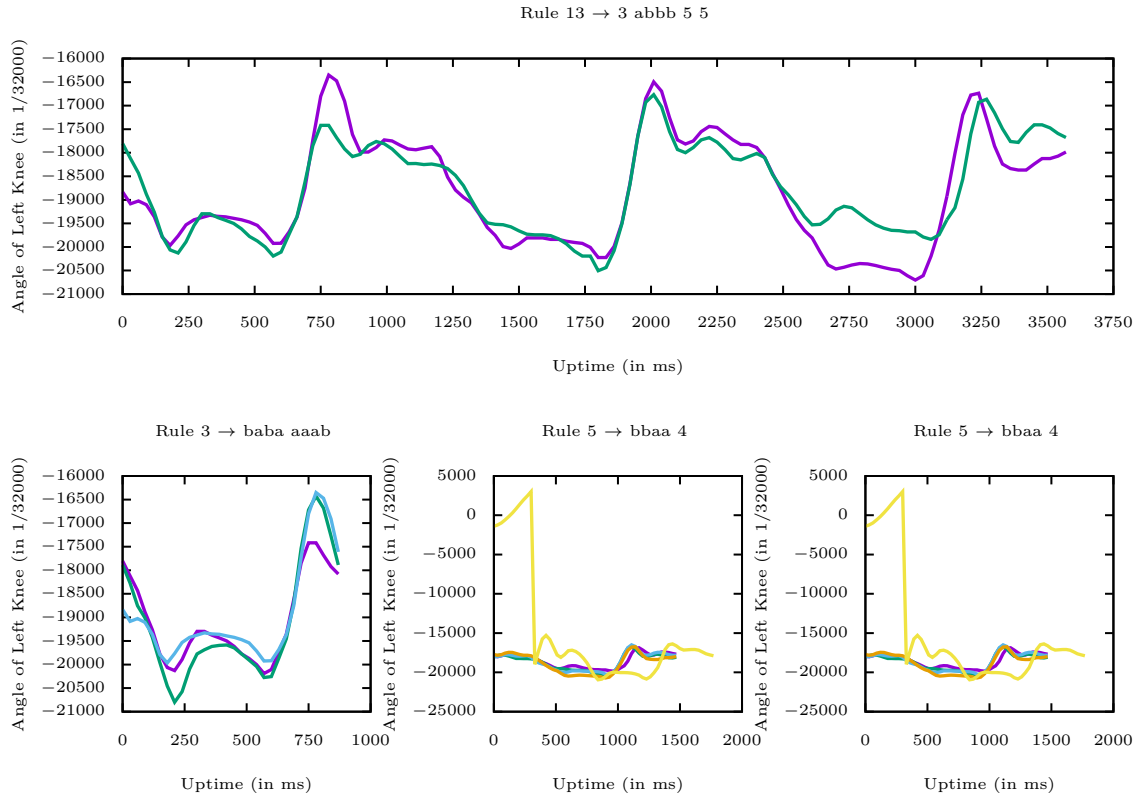 Rule 13 → 3 abbb 5 5
Angle of Left Knee (in 1/32000)
−16000
−16500
−17000
−17500
−18000
−18500
−19000
−19500
−20000
−20500
−21000
0 250 500 750 1000 1250 1500 1750 2000 2250 2500 2750 3000 3250 3500 3750
Uptime (in ms)
Rule 3 → baba aaab
Angle of Left Knee (in 1/32000)
−16000
−16500
−17000
−17500
−18000
−18500
−19000
−19500
−20000
−20500
−21000
0 250 500 750 1000
Uptime (in ms)
Rule 5 → bbaa 4
Angle of Left Knee (in 1/32000)
5000
0
−5000
−10000
−15000
−20000
−25000
0 500 1000 1500 2000
Uptime (in ms)
Rule 5 → bbaa 4
Angle of Left Knee (in 1/32000)
5000
0
−5000
−10000
−15000
−20000
−25000
0 500 1000 1500 2000
Uptime (in ms)